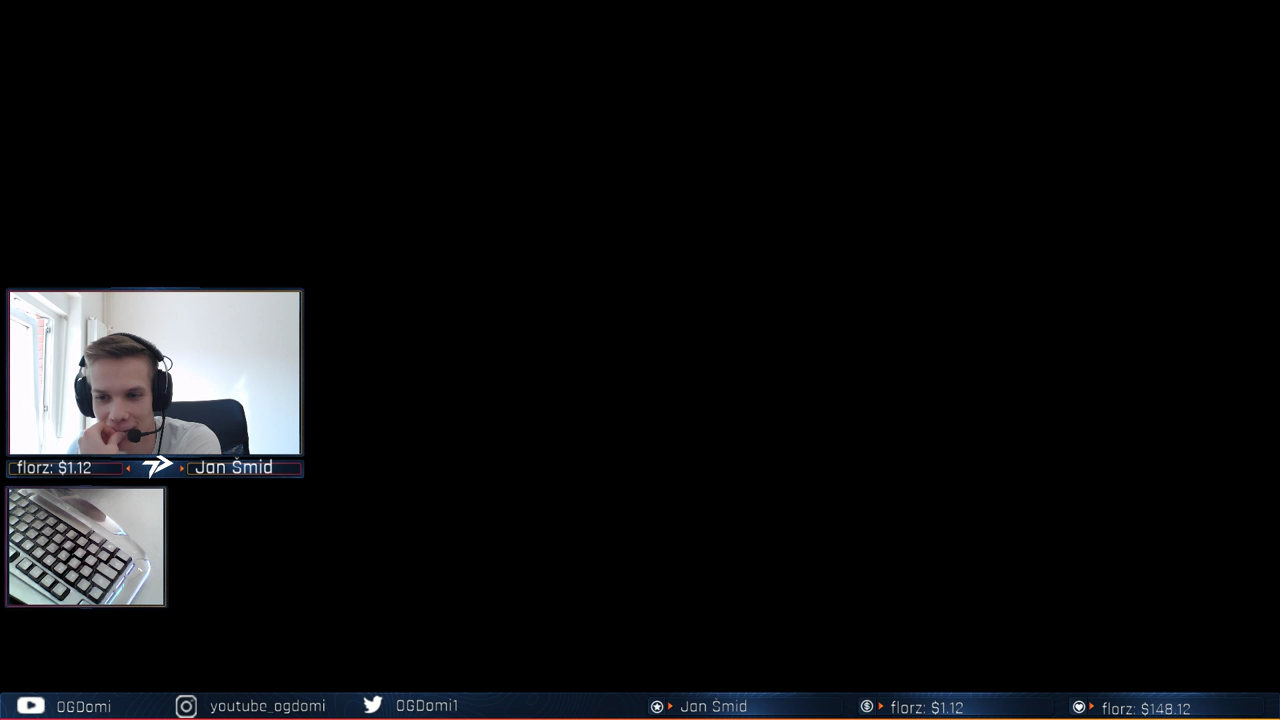 florz: $1.12
Jan Šmid
OGDomi
youtube_ogdomi
OGDomi1
Jan Šmid
florz: $1.12
florz: $148.12